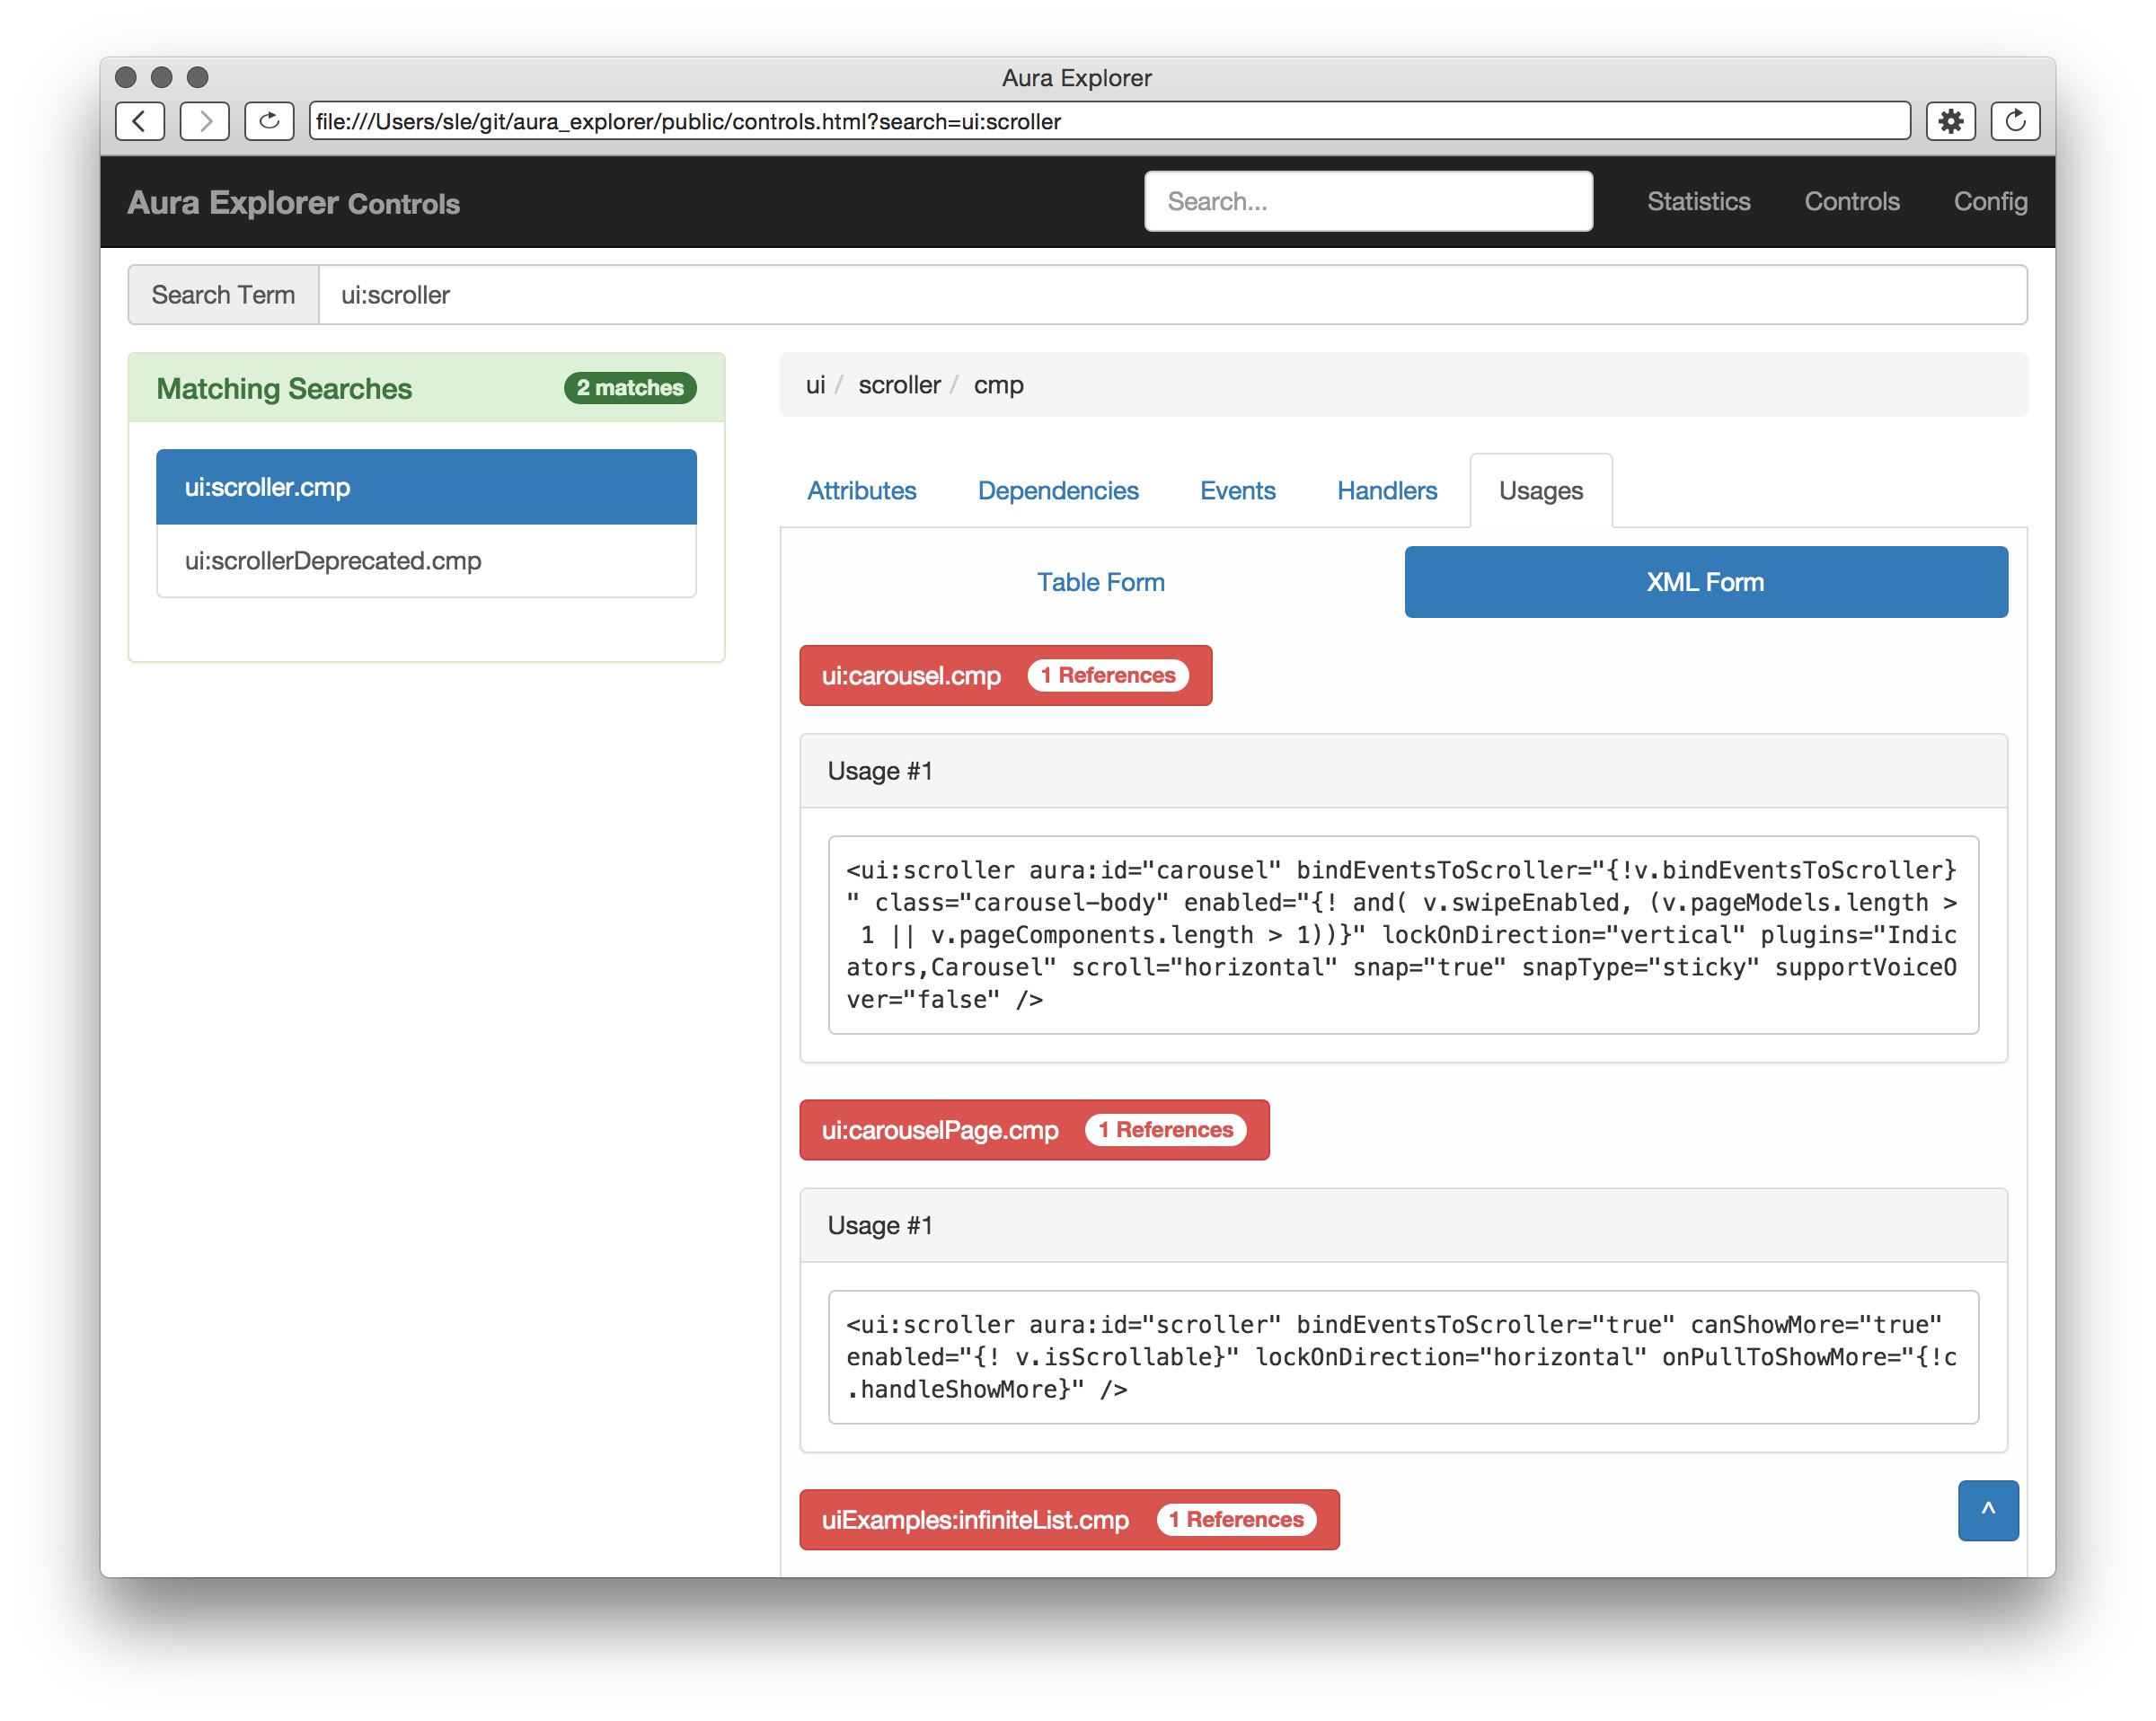 Aura Explorer
file:///Users/sle/git/aura_explorer/public/controls.html?search=ui:scroller
Aura Explorer Controls
Search...
Statistics
Controls
Config
Search Term
ui:scroller
Matching Searches
2 matches
ui:scroller.cmp
ui:scrollerDeprecated.cmp
ui / scroller / cmp
Attributes
Dependencies
Events
Handlers
Usages
Table Form
XML Form
ui:carousel.cmp
1 References
Usage #1
<ui:scroller aura:id="carousel" bindEventsToScroller="{!v.bindEventsToScroller}
" class="carousel-body" enabled="{! and( v.swipeEnabled, (v.pageModels.length >
1 || v.pageComponents.length > 1))}" lockOnDirection="vertical" plugins="Indic
ators,Carousel" scroll="horizontal" snap="true" snapType="sticky" supportVoiceO
ver="false" />
ui:carouselPage.cmp
1 References
Usage #1
<ui:scroller aura:id="scroller" bindEventsToScroller="true" canShowMore="true"
enabled="{! v.isScrollable}" lockOnDirection="horizontal" onPullToShowMore="{!c
.handleShowMore}" />
uiExamples:infiniteList.cmp
1 References
^